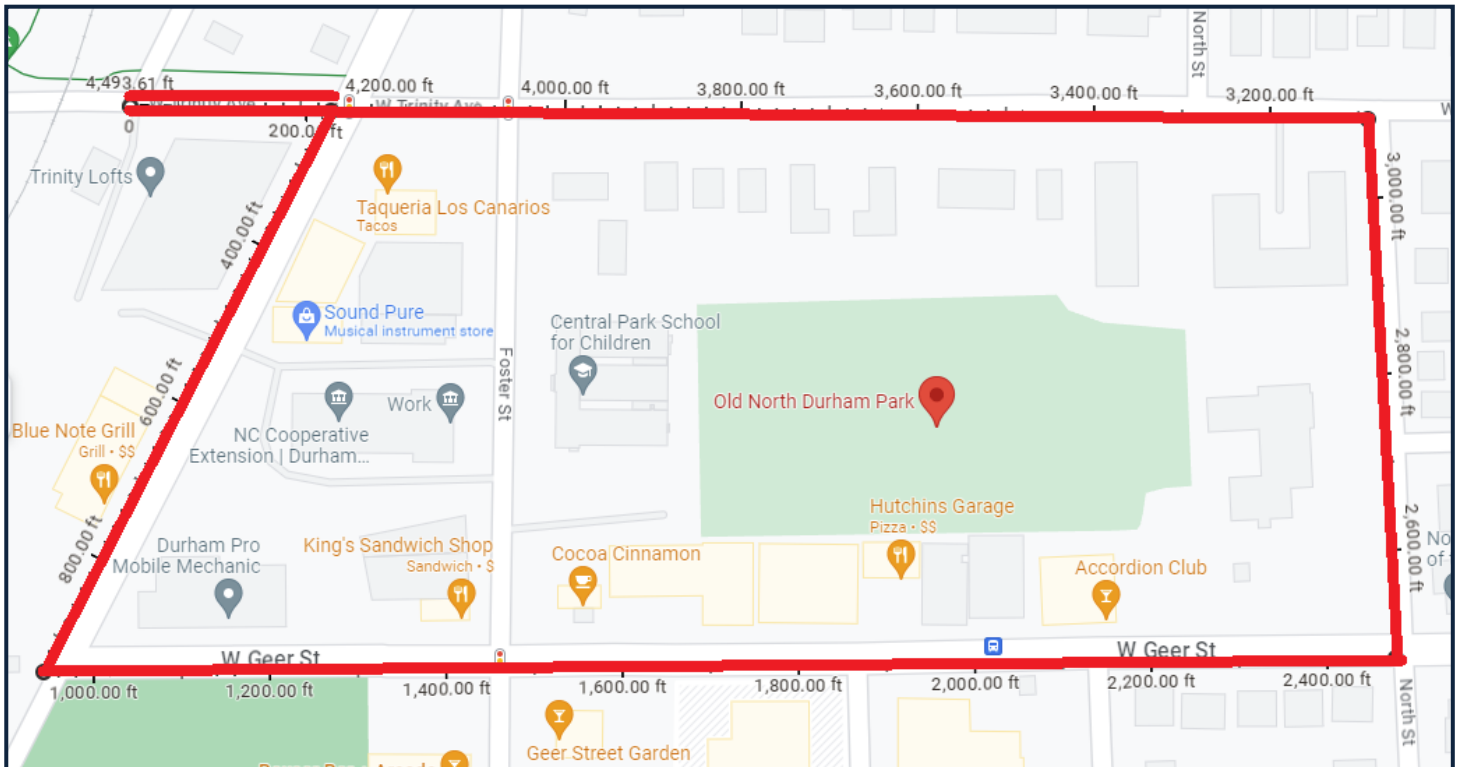 North St
4,493.61 ft
4,200.00 ft
4,000.00 ft
3,800.00 ft
3,600.00 ft
3,400.00 ft
3,200.00 ft
W Trinity Ave
W
0
Trinity Lofts
Taqueria Los Canarios
Tacos
400.00 ft
3,000.00 ft
Sound Pure
Musical instrument store
Central Park School
for Children
Foster St
2,800.00 ft
600.00 ft
Work
Old North Durham Park
Blue Note Grill
Grill • $$
NC Cooperative
Extension | Durham...
Hutchins Garage
Pizza • $$
2,600.00 ft
No
of
800.00 ft
Durham Pro
Mobile Mechanic
King's Sandwich Shop
Sandwich • $
Cocoa Cinnamon
Accordion Club
W Geer St
W Geer St
1,000.00 ft
1,200.00 ft
1,400.00 ft
1,600.00 ft
1,800.00 ft
2,000.00 ft
2,200.00 ft
2,400.00 ft
North St
Geer Street Garden